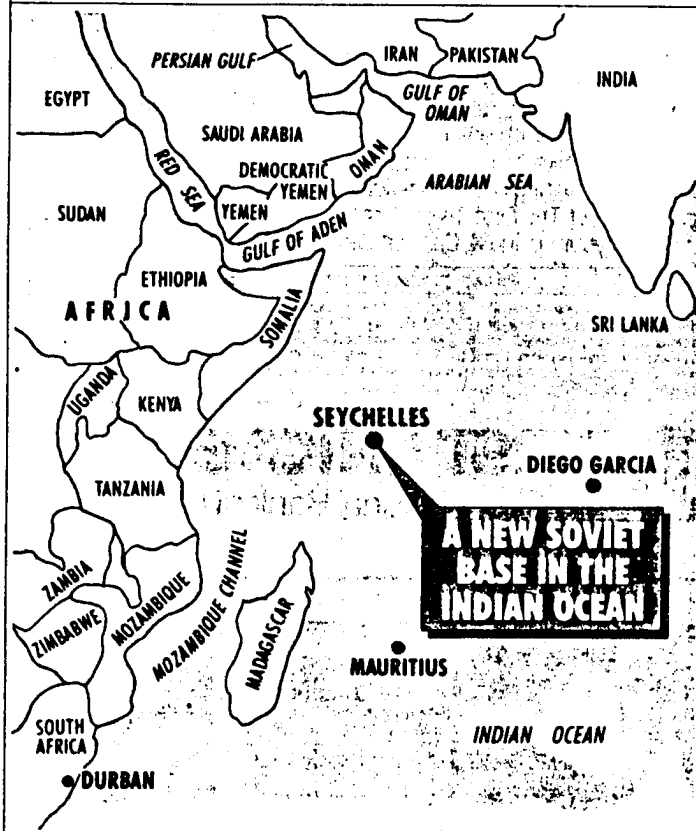 PERSIAN GULF
IRAN
PAKISTAN
INDIA
EGYPT
GULF OF
OMAN
SAUDI ARABIA
RED SEA
DEMOCRATIC
YEMEN
OMAN
ARABIAN SEA
SUDAN
YEMEN
GULF OF ADEN
ETHIOPIA
AFRICA
SOMALIA
SRI LANKA
UGANDA
KENYA
SEYCHELLES
DIEGO GARCIA
TANZANIA
A NEW SOVIET
BASE IN THE
INDIAN OCEAN
ZAMBIA
MOZAMBIQUE
MOZAMBIQUE CHANNEL
ZIMBABWE
MADAGASCAR
MAURITIUS
SOUTH
AFRICA
INDIAN OCEAN
DURBAN